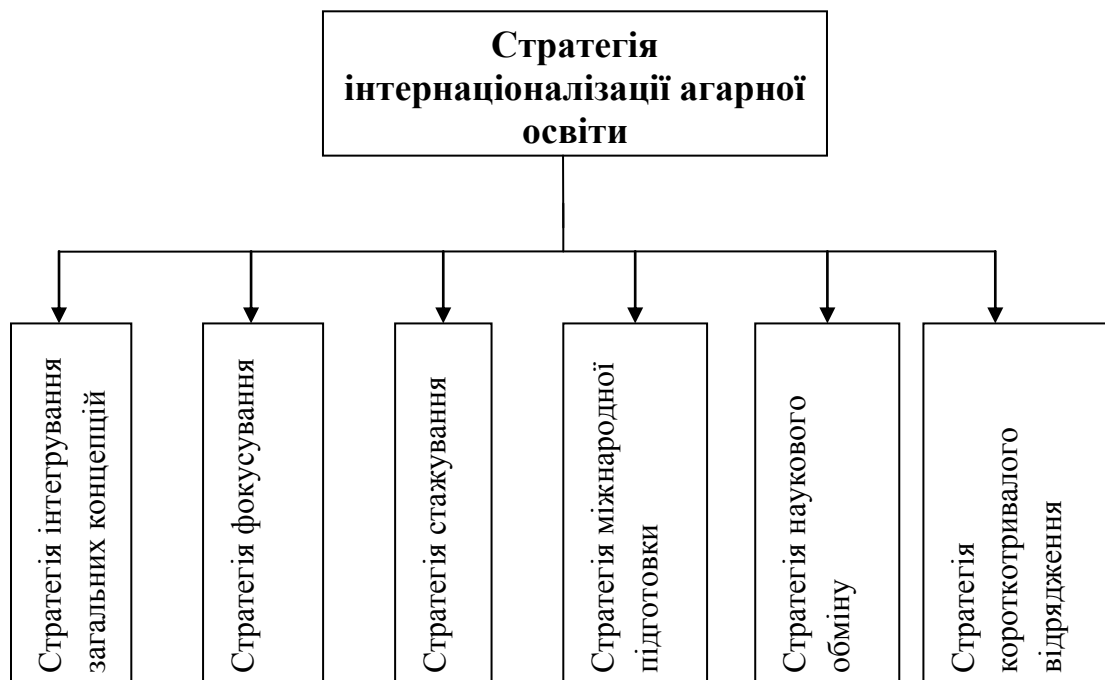 Стратегія
інтернаціоналізації агарної
освіти
Стратегія інтегрування
загальних концепцій
Стратегія фокусування
Стратегія стажування
Стратегія міжнародної
підготовки
Стратегія наукового
обміну
Стратегія
короткотривалого
відрядження